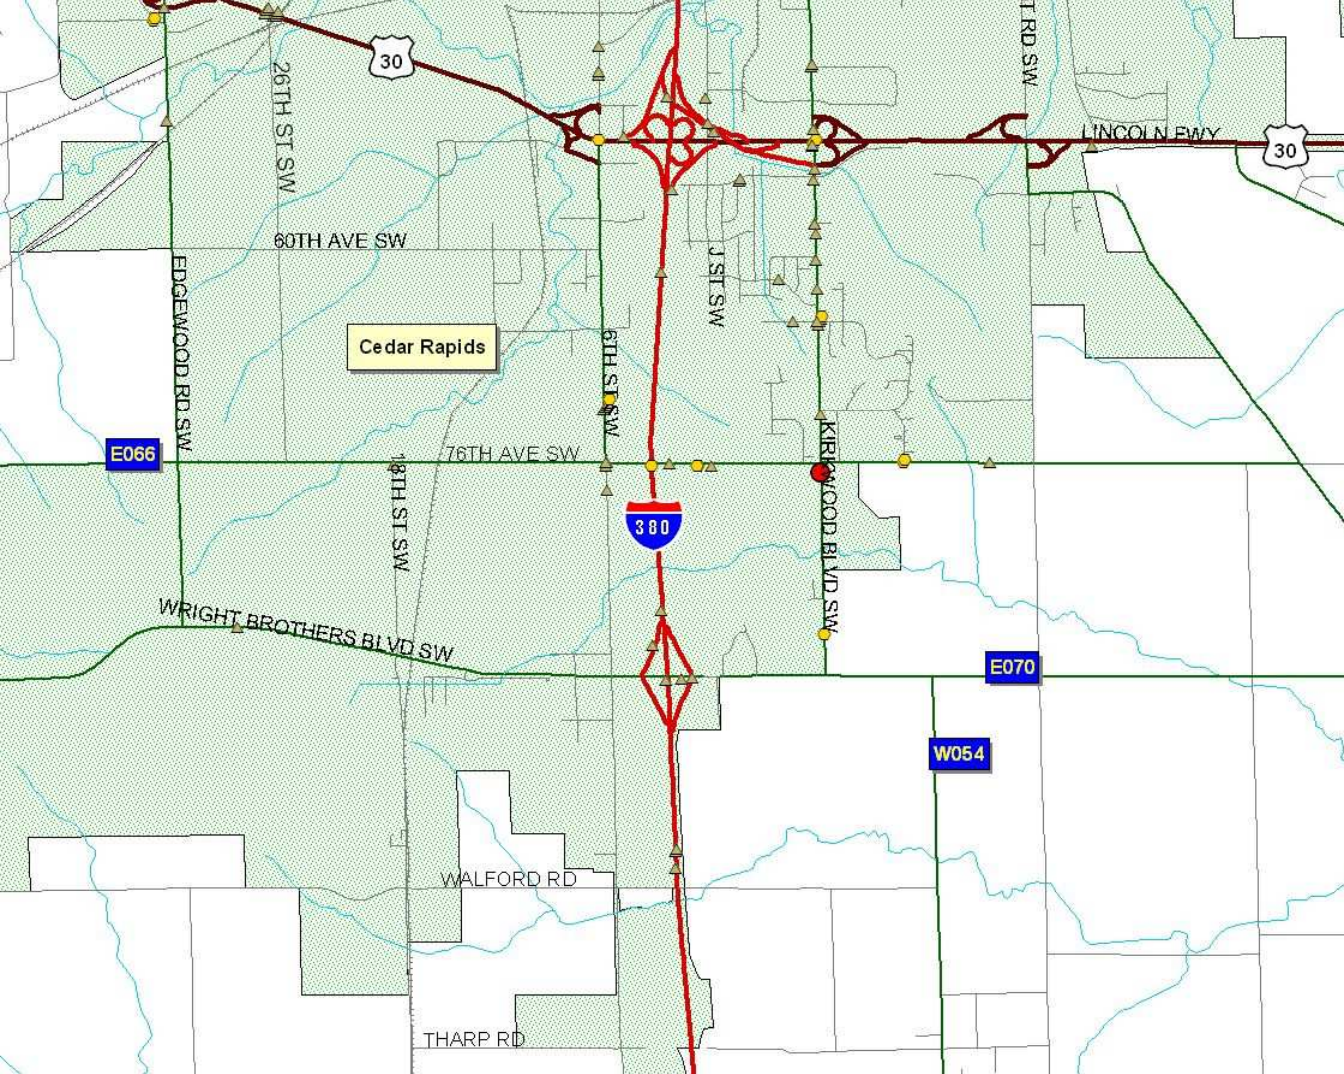 30
T RD SW
26TH ST SW
LINCOLN FWY
30
60TH AVE SW
EDGEWOOD RD SW
J ST SW
Cedar Rapids
6TH ST SW
E066
76TH AVE SW
18TH ST SW
KIRKWOOD BLVD SW
380
WRIGHT BROTHERS BLVD SW
E070
W054
WALFORD RD
THARP RD